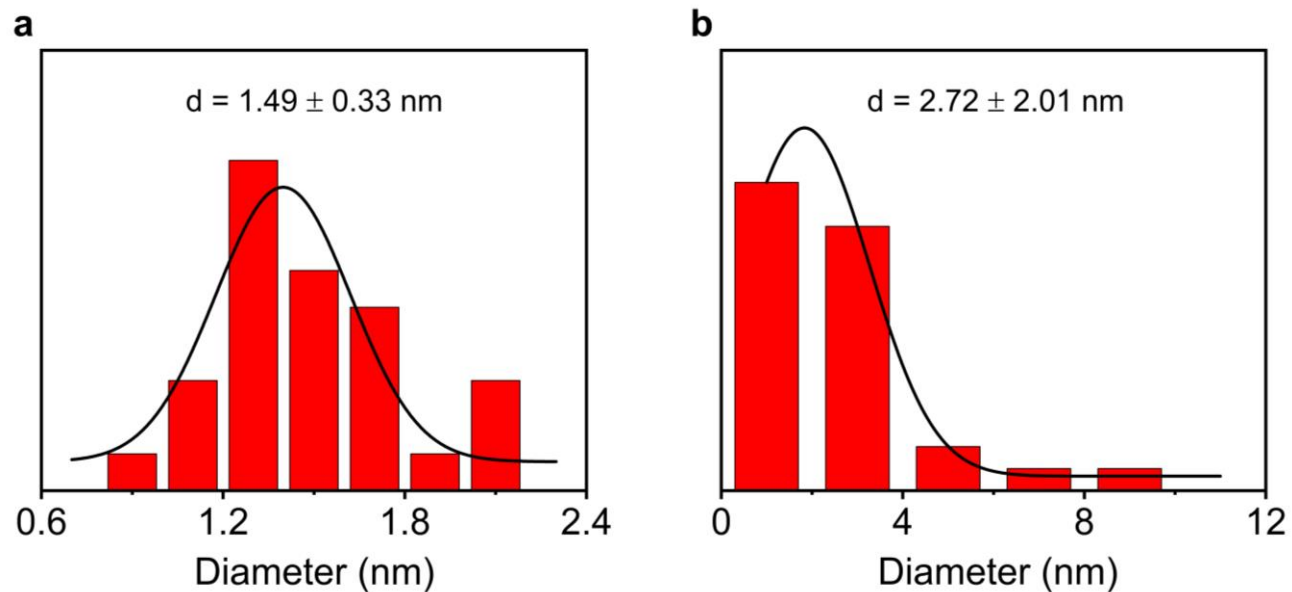 a
d = 1.49 ± 0.33 nm
0.6 1.2 1.8 2.4
Diameter (nm)
b
d = 2.72 ± 2.01 nm
0 4 8 12
Diameter (nm)